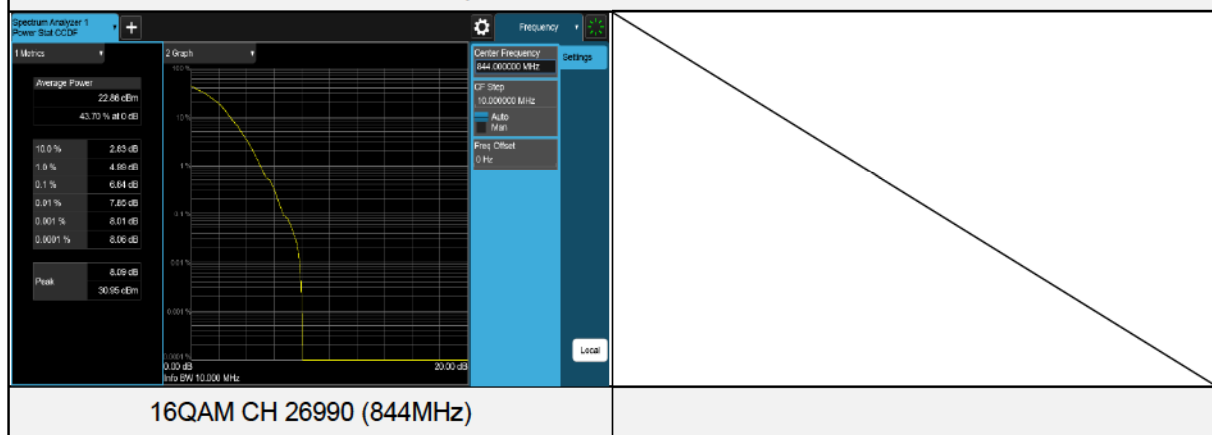 Spectrum Analyzer 1
Power Stat CCDF
+
Frequency
1 Metrics
2 Graph
Center Frequency
844.000000 MHz
Settings
CF Step
10.000000 MHz
Auto
Man
Freq Offset
0 Hz
Average Power
22.86 dBm
43.70 % at 0 dB
10.0 % 2.83 dB
1.0 % 4.99 dB
0.1 % 6.64 dB
0.01 % 7.85 dB
0.001 % 8.01 dB
0.0001 % 8.06 dB
Peak 8.09 dB
30.95 dBm
100 %
10 %
1 %
0.1 %
0.01 %
0.001 %
0.0001 %
0.00 dB 20.00 dB
Info BW 10.000 MHz
Local
16QAM CH 26990 (844MHz)